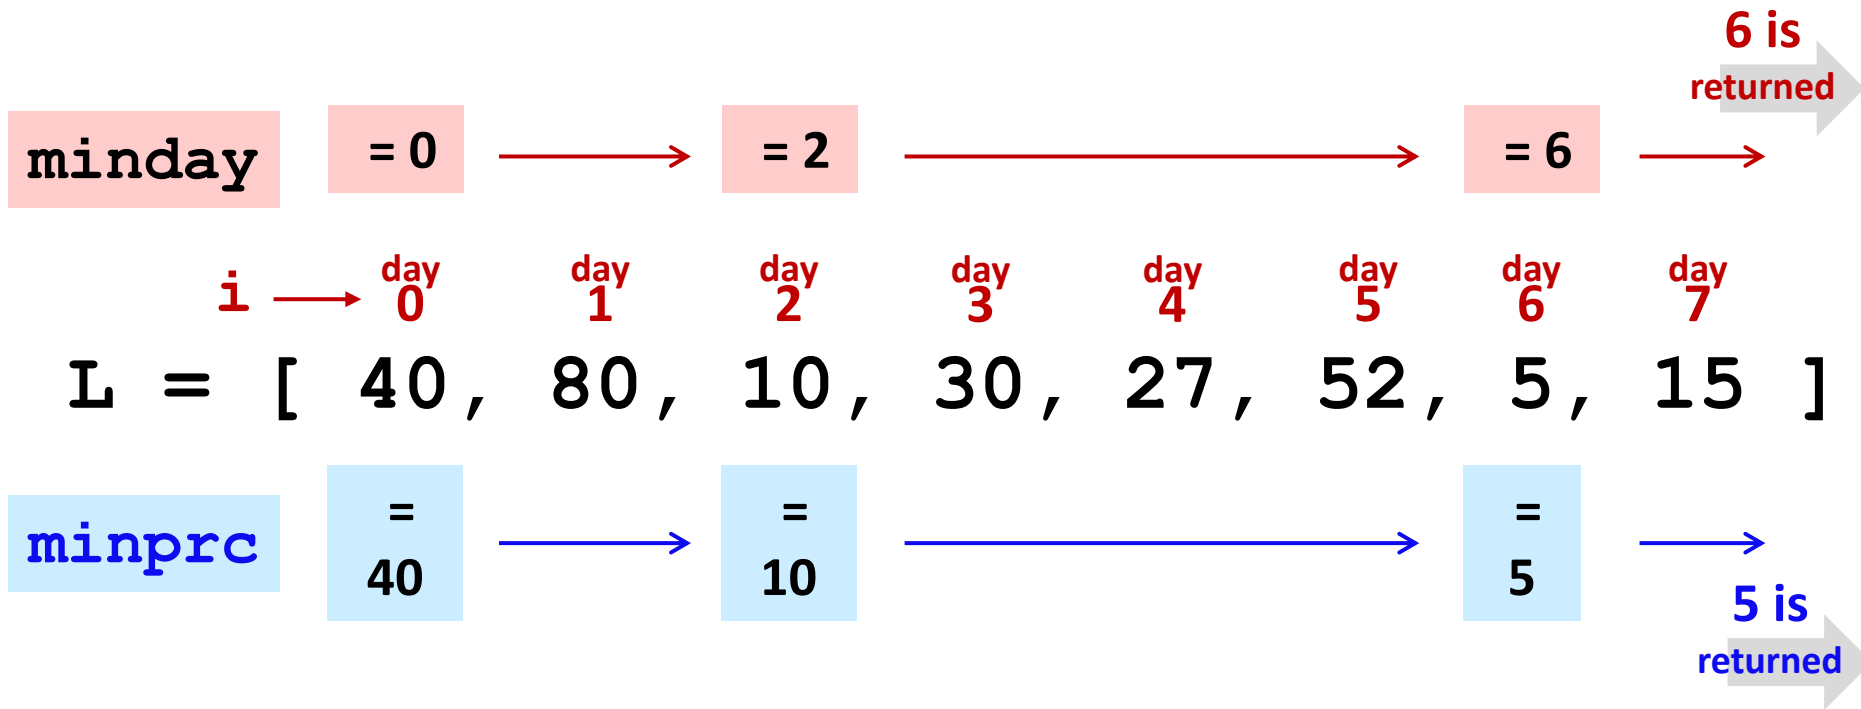 6 is
returned
minday = 0 = 2 = 6
day day day day day day day day
i 0 1 2 3 4 5 6 7
L = [ 40, 80, 10, 30, 27, 52, 5, 15 ]
minprc = = =
40 10 5
5 is
returned